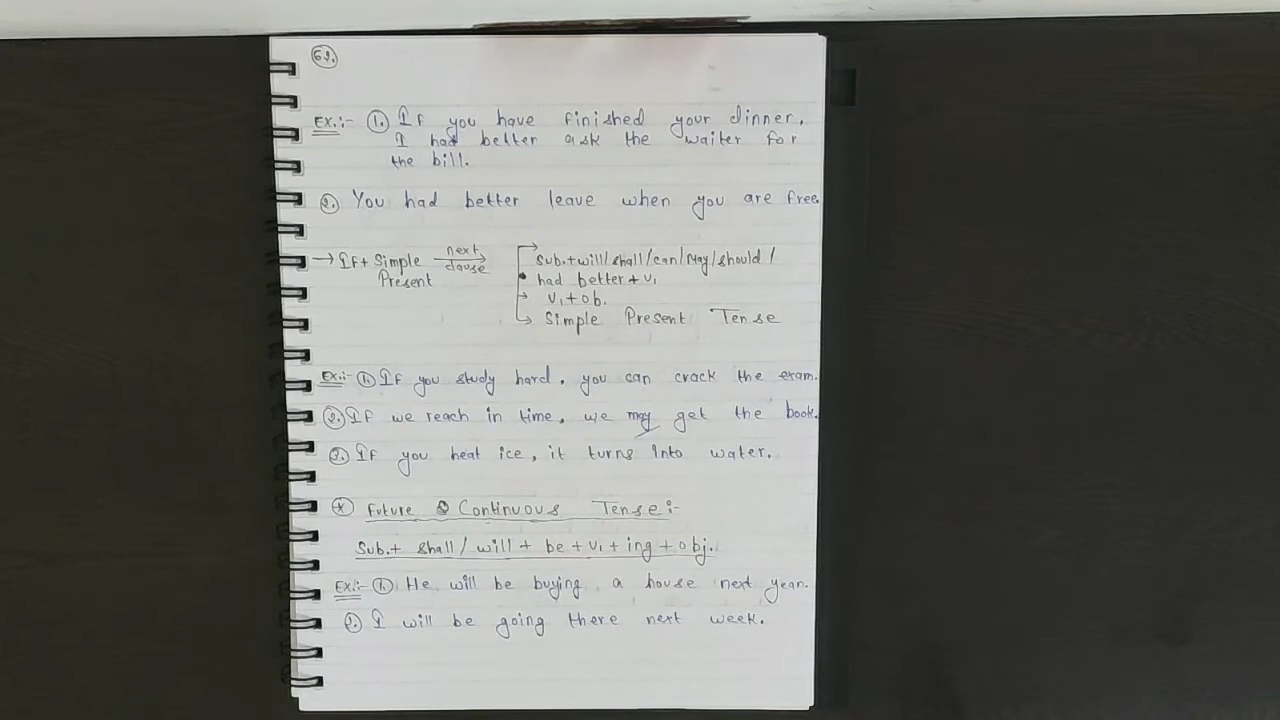 62.
Ex.:- 1. If you have finished your dinner,
I had better ask the waiter for
the bill.
2. You had better leave when you are free.
→ If + Simple Present next clause → Sub. + will/shall/can/may/should/
had better + V1
→ V1 + ob.
→ Simple Present Tense
Ex.:- 1. If you study hard, you can crack the exam.
2. If we reach in time, we may get the book.
3. If you heat ice, it turns into water.
* Future Continuous Tense:-
Sub. + shall/will + be + V1 + ing + obj.
Ex.:- 1. He will be buying a house next year.
2. I will be going there next week.